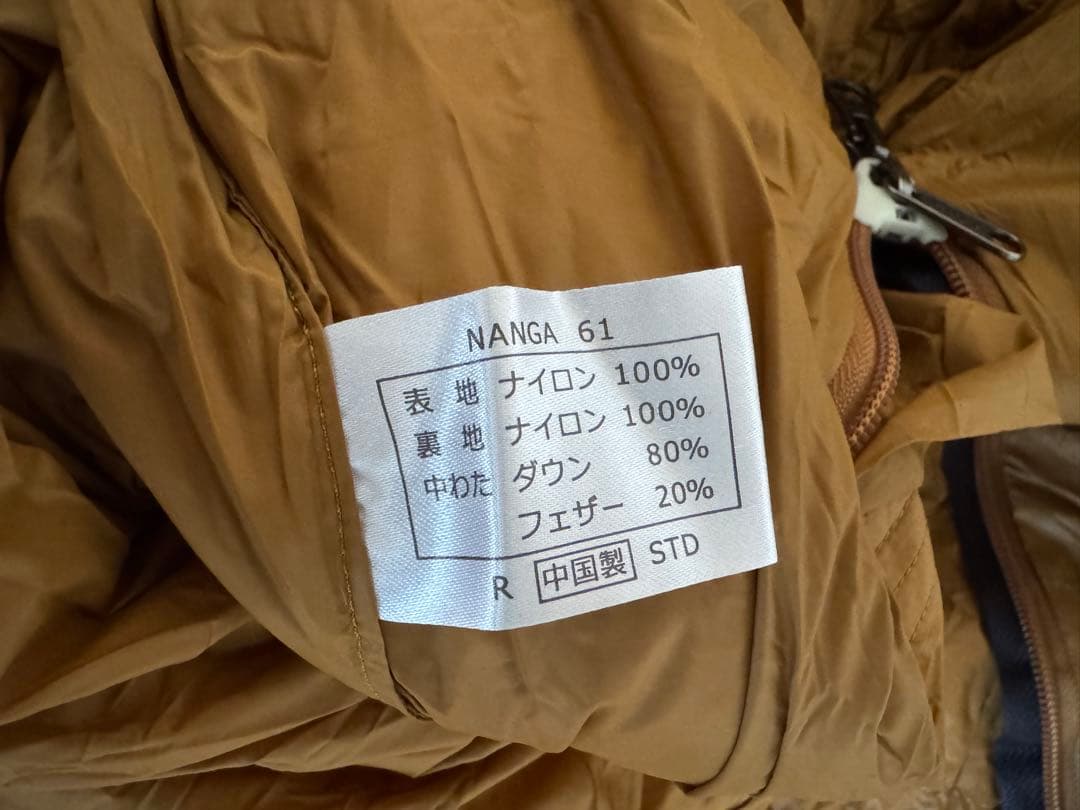 NANGA 61
表 地 ナイロン 100%
裏 地 ナイロン 100%
中わた ダウン 80%
フェザー 20%
R 中国製 STD